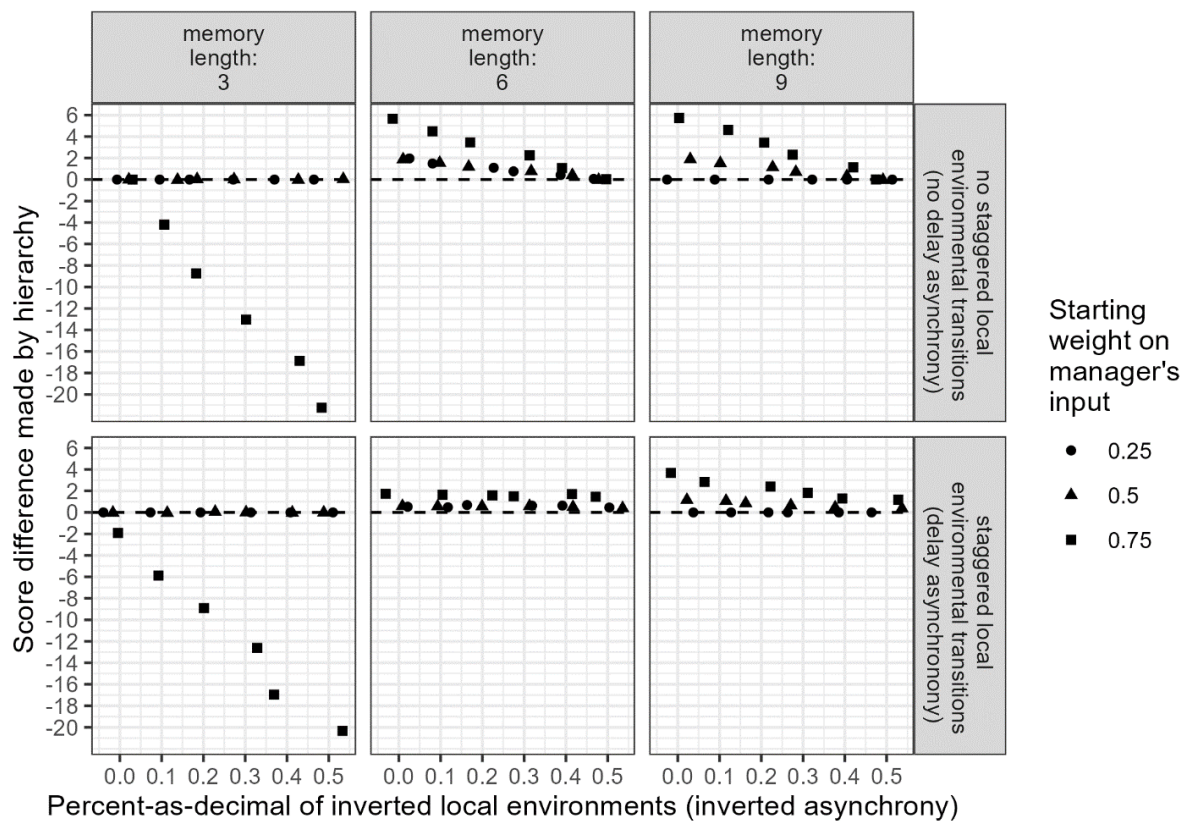 memory
length:
3
memory
length:
6
memory
length:
9
Score difference made by hierarchy
6
4
2
0
-2
-4
-6
-8
-10
-12
-14
-16
-18
-20
no staggered local
environmental transitions
(no delay asynchrony)
6
4
2
0
-2
-4
-6
-8
-10
-12
-14
-16
-18
-20
staggered local
environmental transitions
(delay asynchronony)
0.0 0.1 0.2 0.3 0.4 0.5
0.0 0.1 0.2 0.3 0.4 0.5
0.0 0.1 0.2 0.3 0.4 0.5
Percent-as-decimal of inverted local environments (inverted asynchrony)
Starting
weight on
manager's
input
0.25
0.5
0.75